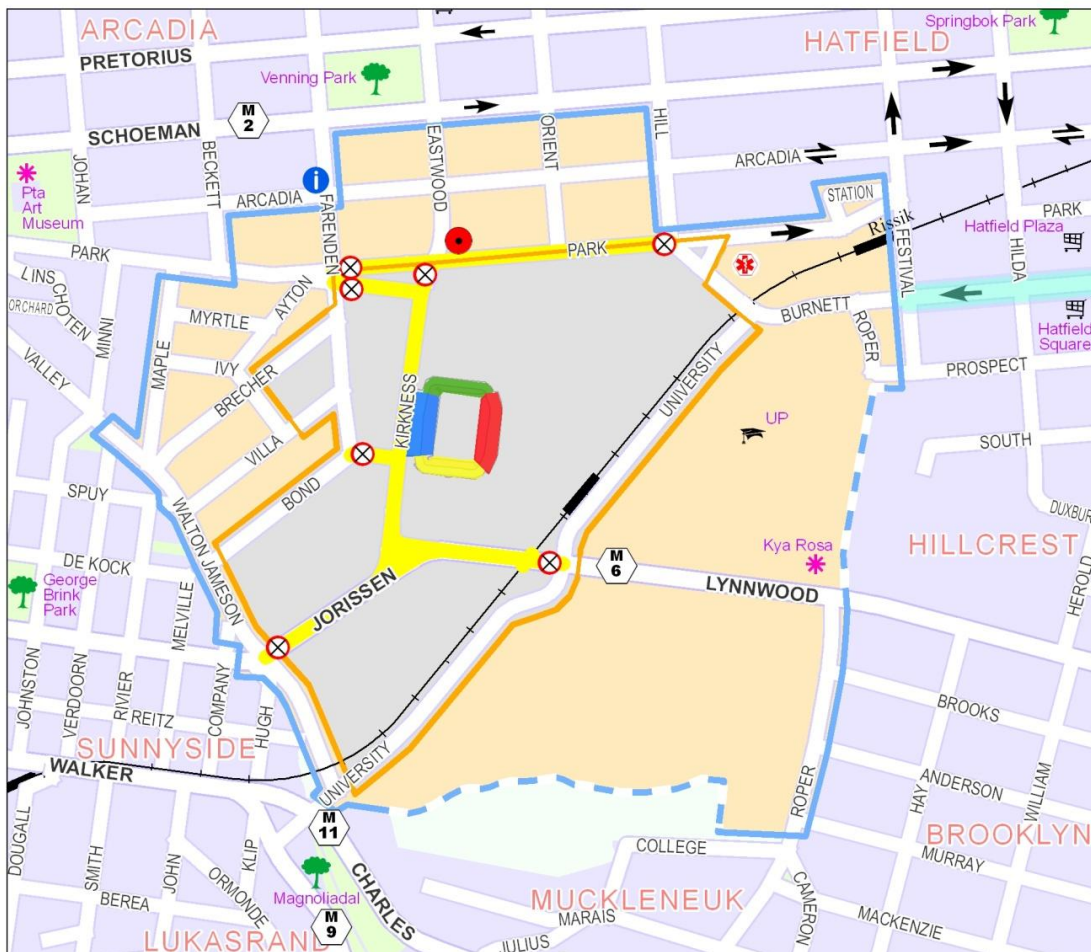 ARCADIA
PRETORIUS
Springbok Park
HATFIELD
Venning Park
M
2
SCHOEMAN
JOHAN
BECKETT
EASTWOOD
ORIENT
HILL
ARCADIA
ARCADIA
i
FARENDEN
Pta
Art
Museum
STATION
Rissik
FESTIVAL
PARK
PARK
Hatfield Plaza
PARK
HILDA
LINS
CHOTEN
ORCHARD
MINNI
AYTON
MYRTLE
BURNETT
ROPER
Hatfield
Square
VALLEY
MAPLE
IVY
BRECHER
KIRKNESS
UNIVERSITY
PROSPECT
UP
SOUTH
VILLA
SPUY
BOND
WALTON JAMESON
DUXBUR
DE KOCK
Kya Rosa
HILLCREST
M
6
LYNNWOOD
HEROLD
George
Brink
Park
MELVILLE
JORISSEN
JOHNSTON
VERDOORN
RIVIER
COMPANY
HUGH
REITZ
BROOKS
SUNNYSIDE
WALKER
UNIVERSITY
ROPER
HAY
ANDERSON
WILLIAM
M
11
BROOKLYN
DOUGALL
SMITH
JOHN
KLIP
ORMONDE
CHARLES
COLLEGE
MURRAY
Magnoliadal
MUCKLENEUK
CAMERON
BEREA
M
9
MARAIS
MACKENZIE
LUKASRAND
JULIUS